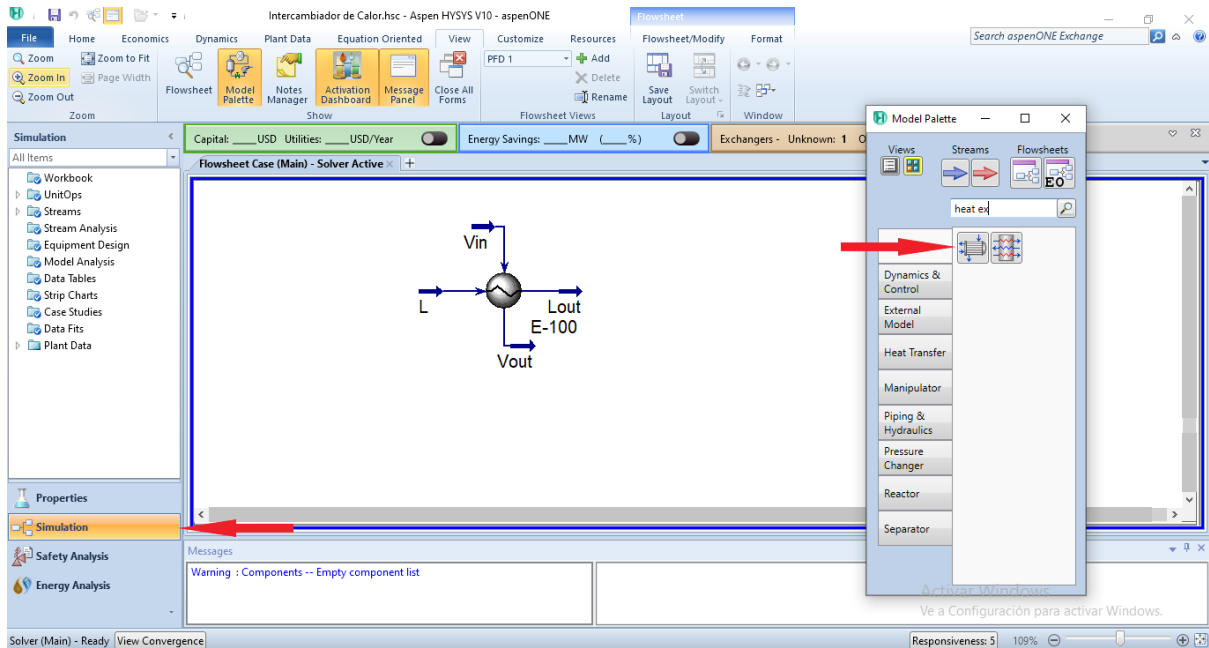 Intercambiador de Calor.hsc - Aspen HYSYS V10 - aspenONE
Flowsheet
File Home Economics Dynamics Plant Data Equation Oriented View Customize Resources Flowsheet/Modify Format
Search aspenONE Exchange
Zoom
Zoom to Fit
Zoom In
Page Width
Zoom Out
Zoom
Flowsheet
Model Palette
Notes Manager
Activation Dashboard
Message Panel
Close All Forms
Show
PFD 1
Add
Delete
Rename
Flowsheet Views
Save Layout
Switch Layout
Layout
Window
Simulation
All Items
Workbook
UnitOps
Streams
Stream Analysis
Equipment Design
Model Analysis
Data Tables
Strip Charts
Case Studies
Data Fits
Plant Data
Properties
Simulation
Safety Analysis
Energy Analysis
Capital: ____USD Utilities: ____USD/Year
Energy Savings: ____MW (____%)
Exchangers - Unknown: 1 O
Flowsheet Case (Main) - Solver Active
Vin
L
Lout
E-100
Vout
Model Palette
Views Streams Flowsheets
EO
heat ex
Dynamics & Control
External Model
Heat Transfer
Manipulator
Piping & Hydraulics
Pressure Changer
Reactor
Separator
Messages
Warning : Components -- Empty component list
Activar Windows
Ve a Configuración para activar Windows.
Solver (Main) - Ready View Convergence
Responsiveness: 5 109%